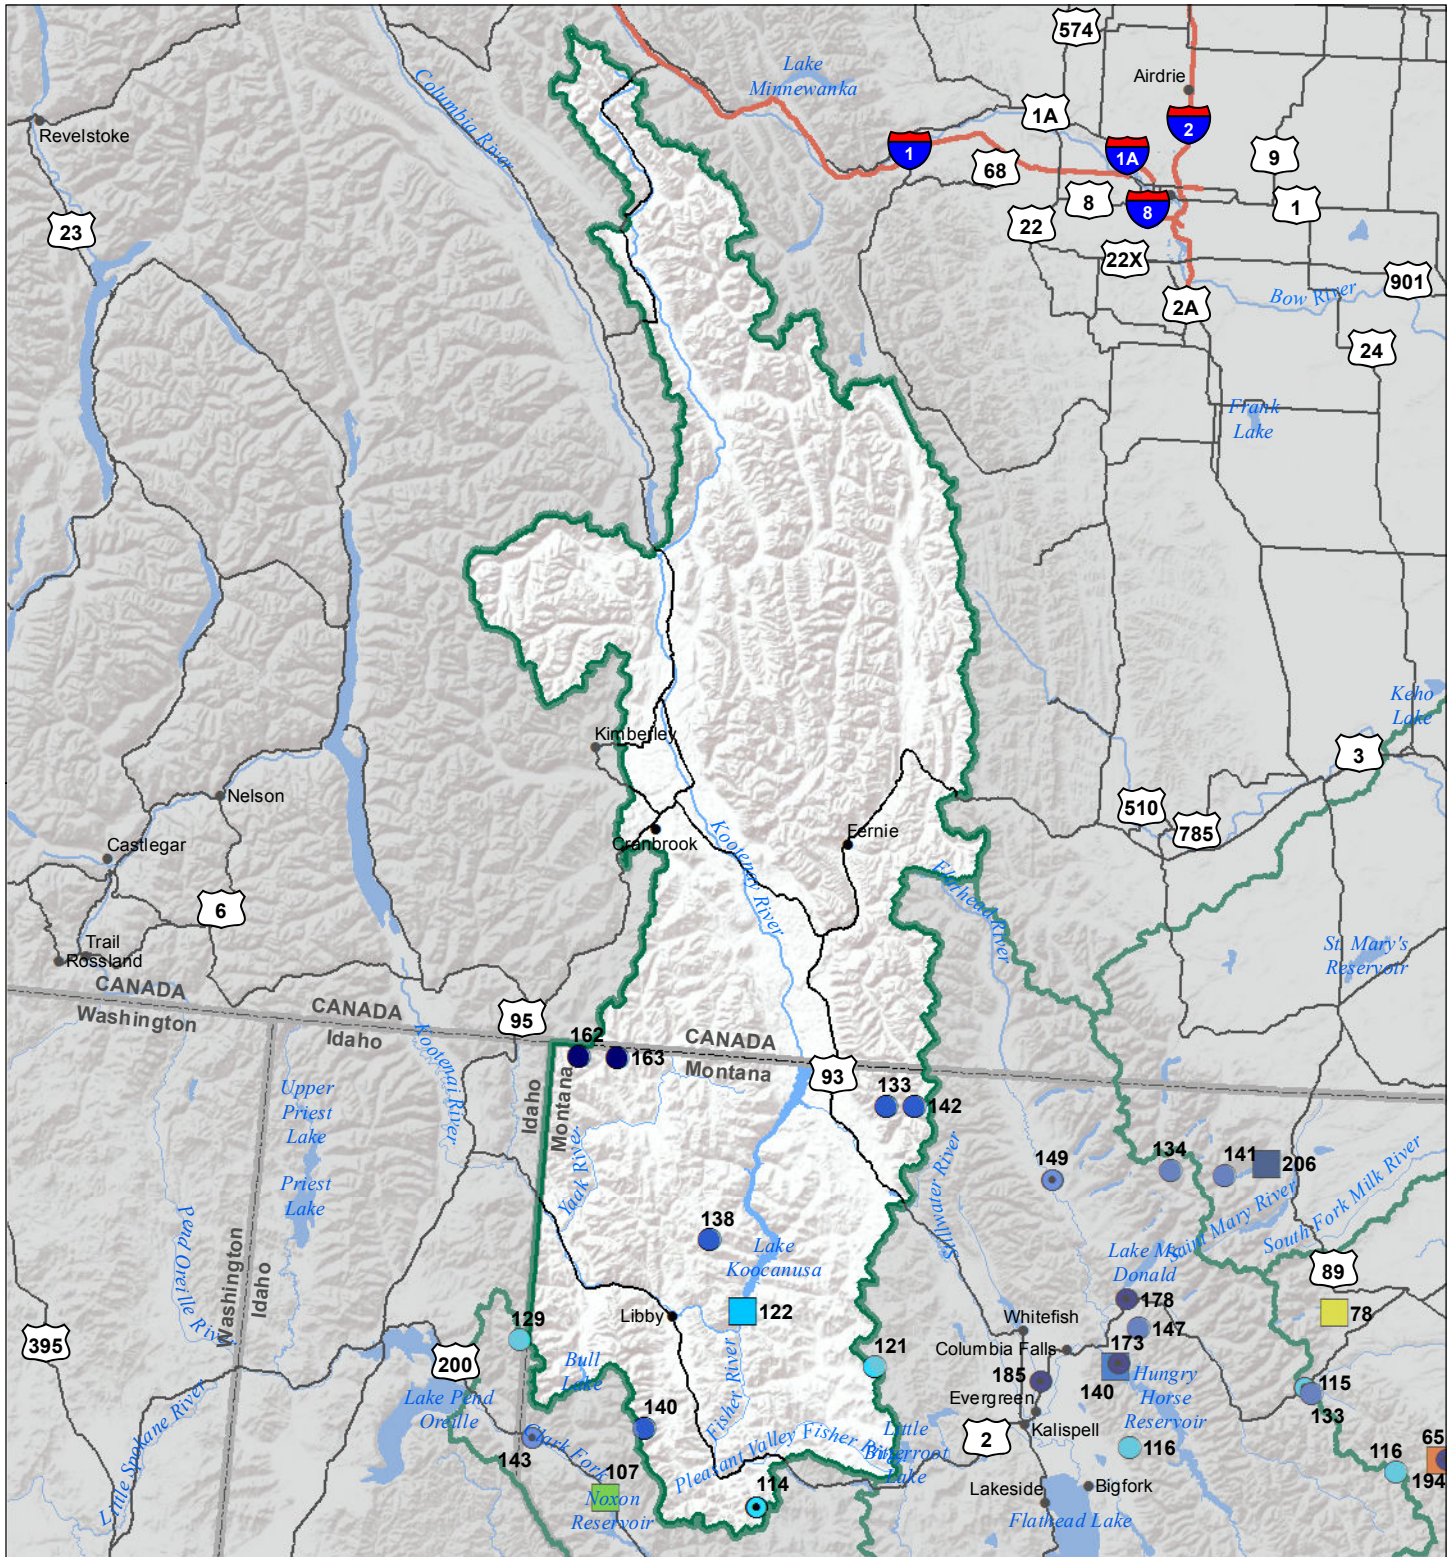 574
Airdrie
Lake
Minnewanka
Columbia River
Revelstoke
1A
2
1
1A
9
68
8
8
1
22
23
22X
901
Bow River
2A
24
Frank
Lake
Keho
Lake
Kimberley
3
Nelson
510
785
Castlegar
Cranbrook
Kootenay River
Fernie
Flathead River
6
Trail
Rossland
St. Mary's
Reservoir
CANADA
Washington
CANADA
Idaho
95
162
163
CANADA
Montana
93
Kootenai River
Idaho
Montana
Upper
Priest
Lake
133
142
Yaak River
Stillwater River
149
134
141
206
Priest
Lake
Saint Mary River
South Fork Milk River
Pend Oreille River
138
Lake
Koocanusa
Lake Mc
Donald
89
Washington
Idaho
178
78
Libby
122
Whitefish
147
129
395
200
Columbia Falls
173
121
Bull
Lake
185
140
Hungry
Horse
Reservoir
115
Lake Pend
Oreille
Evergreen
133
140
Fisher River
2
Kalispell
Little
Bitterroot
Lake
Clark Fork
Pleasant Valley Fisher River
116
143
107
65
116
194
Little Spokane River
Noxon
Reservoir
114
Lakeside
Bigfork
Flathead Lake